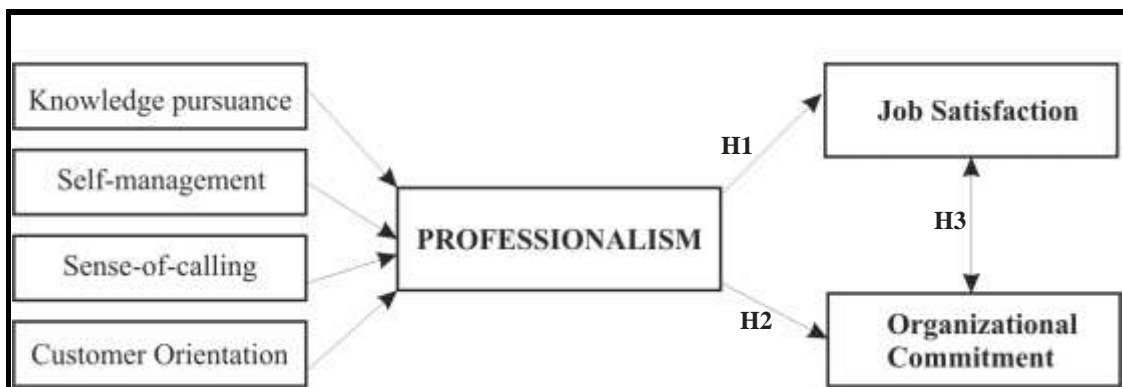 Knowledge pursuance
Self-management
Sense-of-calling
Customer Orientation
PROFESSIONALISM
H1
H2
Job Satisfaction
H3
Organizational
Commitment